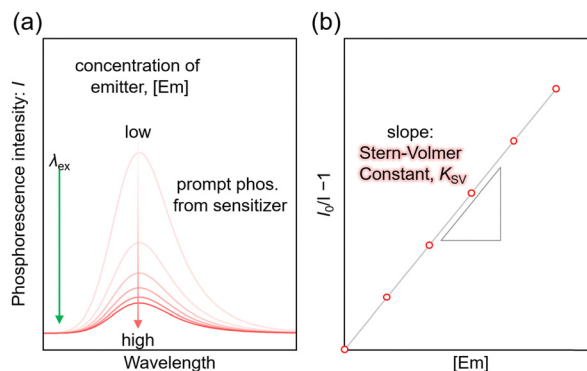 (a)
concentration of
emitter, [Em]
low
λex
prompt phos.
from sensitizer
high
Phosphorescence intensity: I
Wavelength
(b)
slope:
Stern-Volmer
Constant, KSV
I0/I −1
[Em]